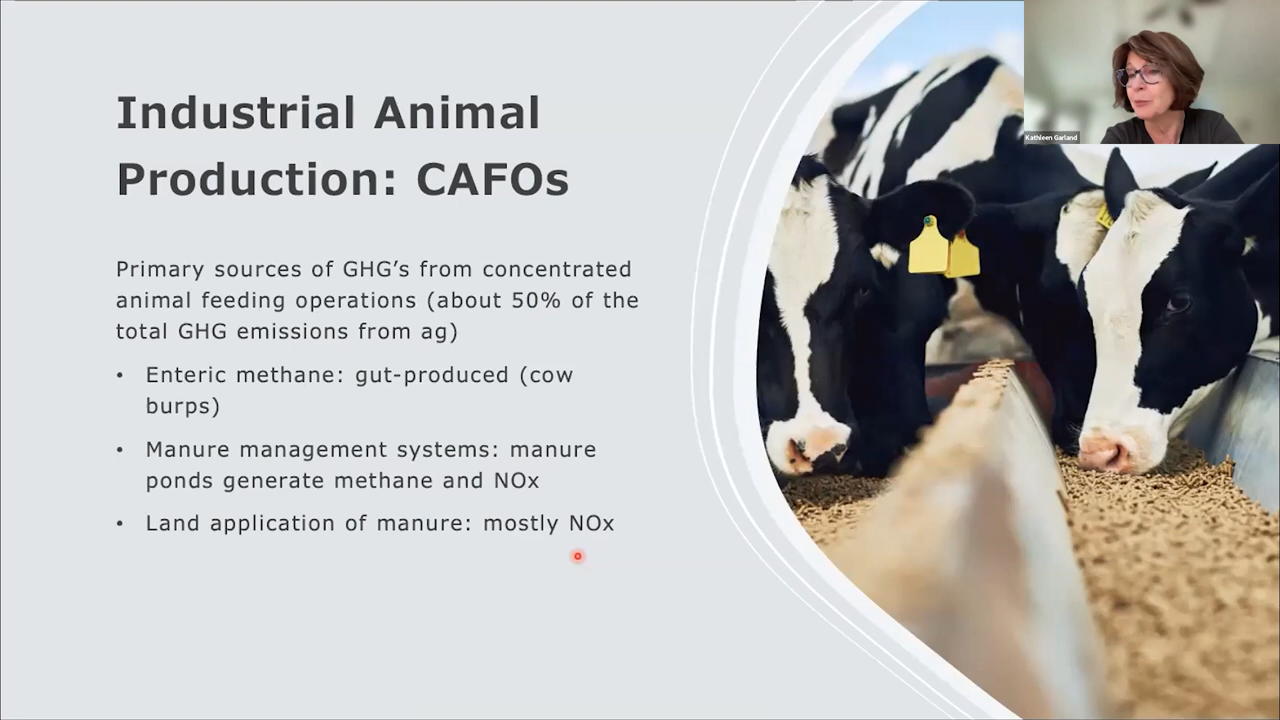 Industrial Animal
Production: CAFOs
Primary sources of GHG’s from concentrated
animal feeding operations (about 50% of the
total GHG emissions from ag)
• Enteric methane: gut-produced (cow
burps)
• Manure management systems: manure
ponds generate methane and NOx
• Land application of manure: mostly NOx
Kathleen Garland